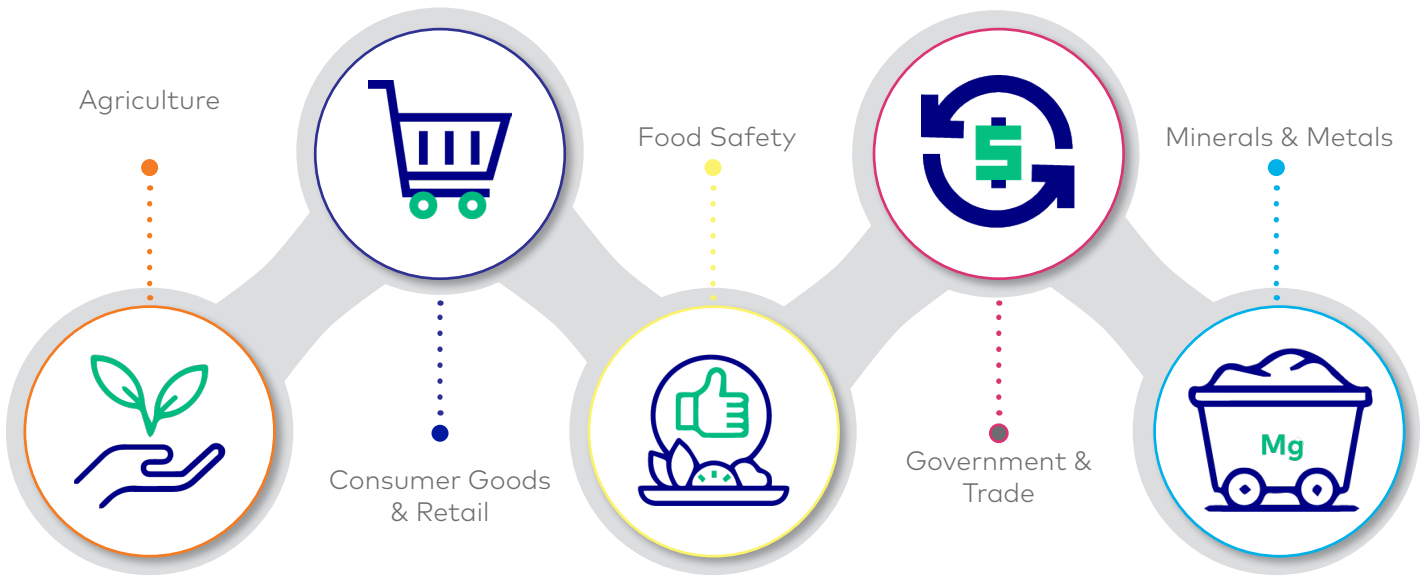 Agriculture
Consumer Goods
& Retail
Food Safety
Government &
Trade
Minerals & Metals
Mg